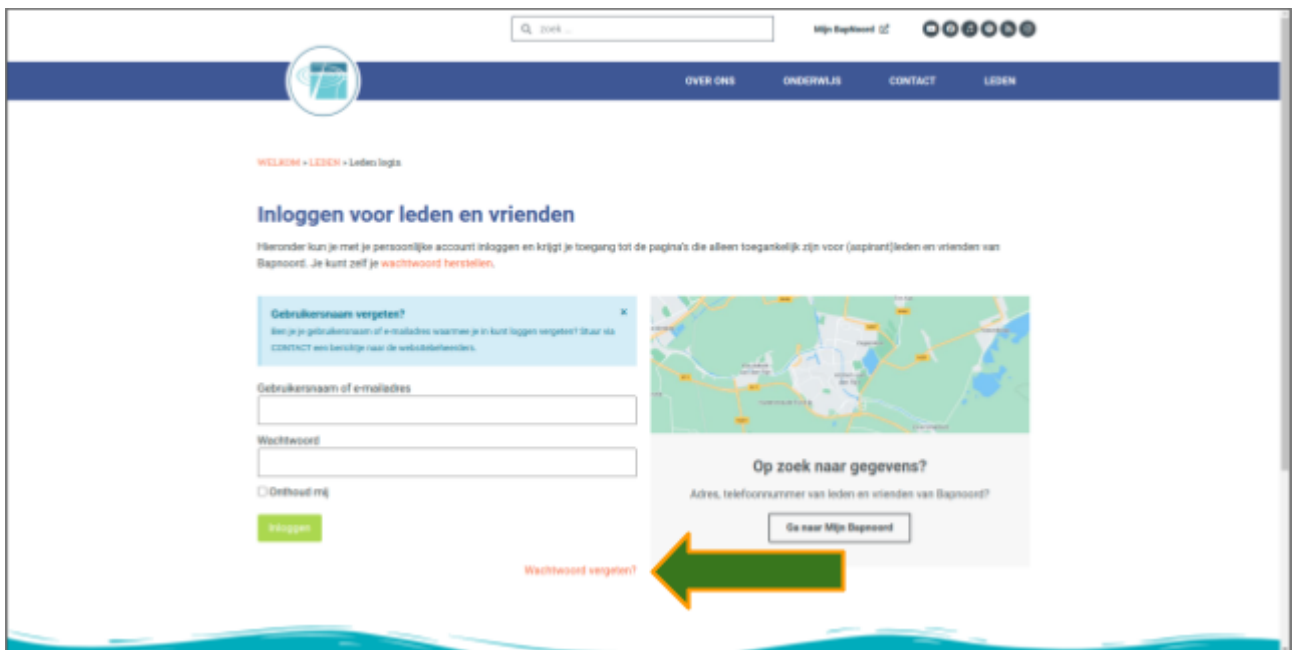 zoek ...
Mijn BapNoord
OVER ONS ONDERWIJS CONTACT LEDEN
WELKOM » LEDEN » Leden login
Inloggen voor leden en vrienden
Hieronder kun je met je persoonlijke account inloggen en krijgt je toegang tot de pagina's die alleen toegankelijk zijn voor (aspirant)leden en vrienden van
Bapnoord. Je kunt zelf je wachtwoord herstellen.
Gebruikersnaam vergeten? ×
Ben je je gebruikersnaam of e-mailadres waarmee je in kunt loggen vergeten? Stuur via
CONTACT een berichtje naar de websitebeheerders.
Gebruikersnaam of e-mailadres
Wachtwoord
Onthoud mij
Inloggen
Wachtwoord vergeten?
Op zoek naar gegevens?
Adres, telefoonnummer van leden en vrienden van Bapnoord?
Ga naar Mijn Bapnoord